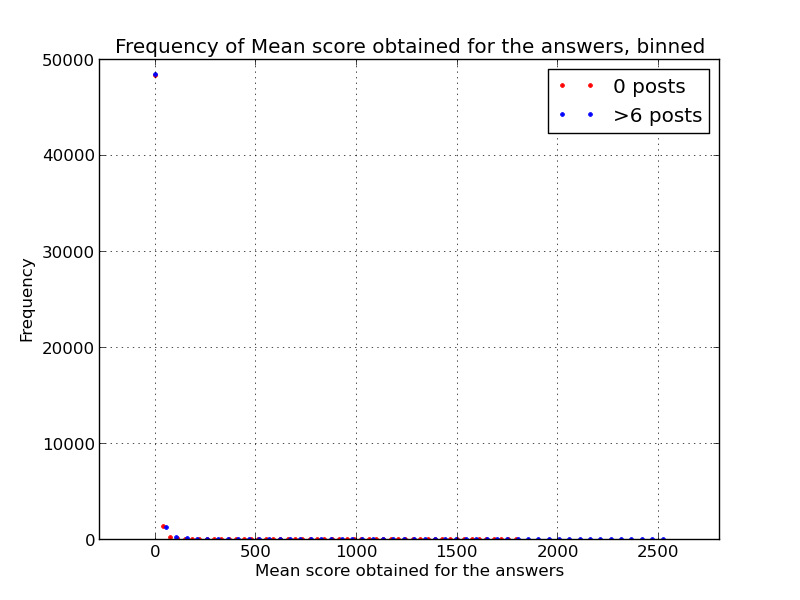 Frequency of Mean score obtained for the answers, binned
50000
40000
30000
20000
10000
0
Frequency
0 posts
>6 posts
0 500 1000 1500 2000 2500
Mean score obtained for the answers